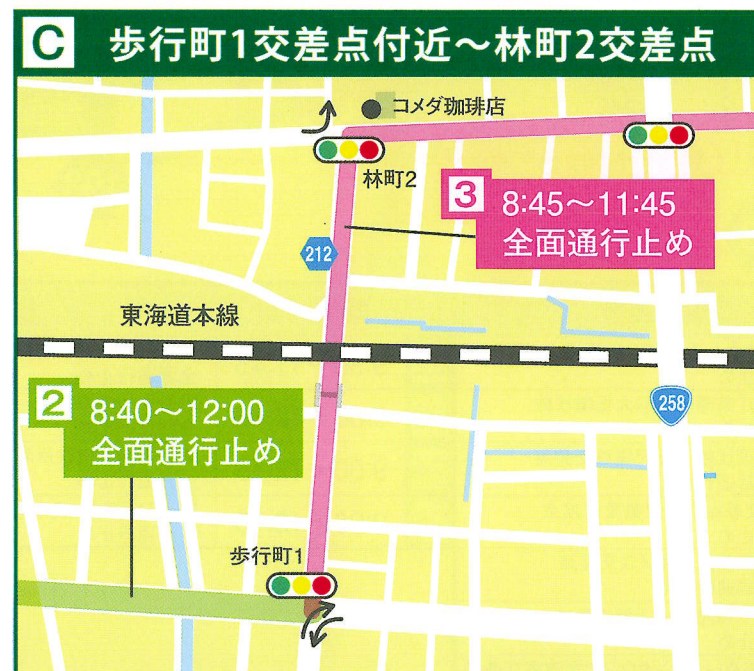 C 歩行町1交差点付近～林町2交差点
コメダ珈琲店
林町2
3 8:45～11:45
全面通行止め
212
東海道本線
2 8:40～12:00
全面通行止め
258
歩行町1